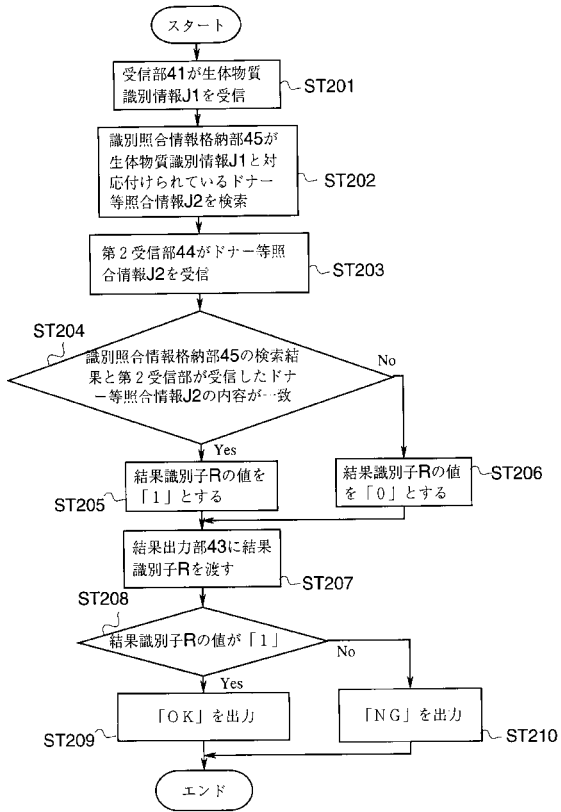 スタート
受信部41が生体物質
識別情報J1を受信
ST201
識別照合情報格納部45が
生体物質識別情報J1と対
応付けられているドナー
等照合情報J2を検索
ST202
第2受信部44がドナー等照
合情報J2を受信
ST203
ST204
識別照合情報格納部45の検索結
果と第2受信部が受信したドナ
ー等照合情報J2の内容が一致
No
Yes
結果識別子Rの値を
「1」とする
ST205
結果識別子Rの値
を「0」とする
ST206
結果出力部43に結果
識別子Rを渡す
ST207
ST208
結果識別子Rの値が「1」
No
Yes
「OK」を出力
ST209
「NG」を出力
ST210
エンド